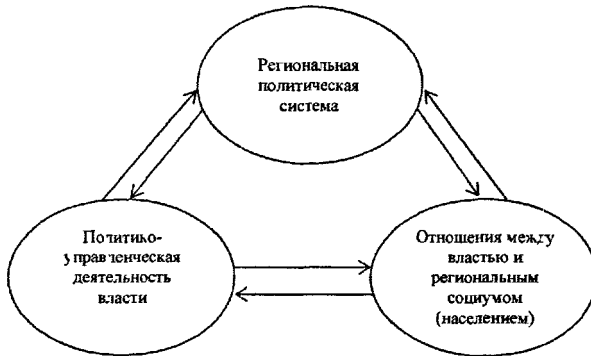 Региональная
политическая
система
Политико-
управленческая
деятельность
власти
Отношения между
властью и
региональным
социумом
(населением)